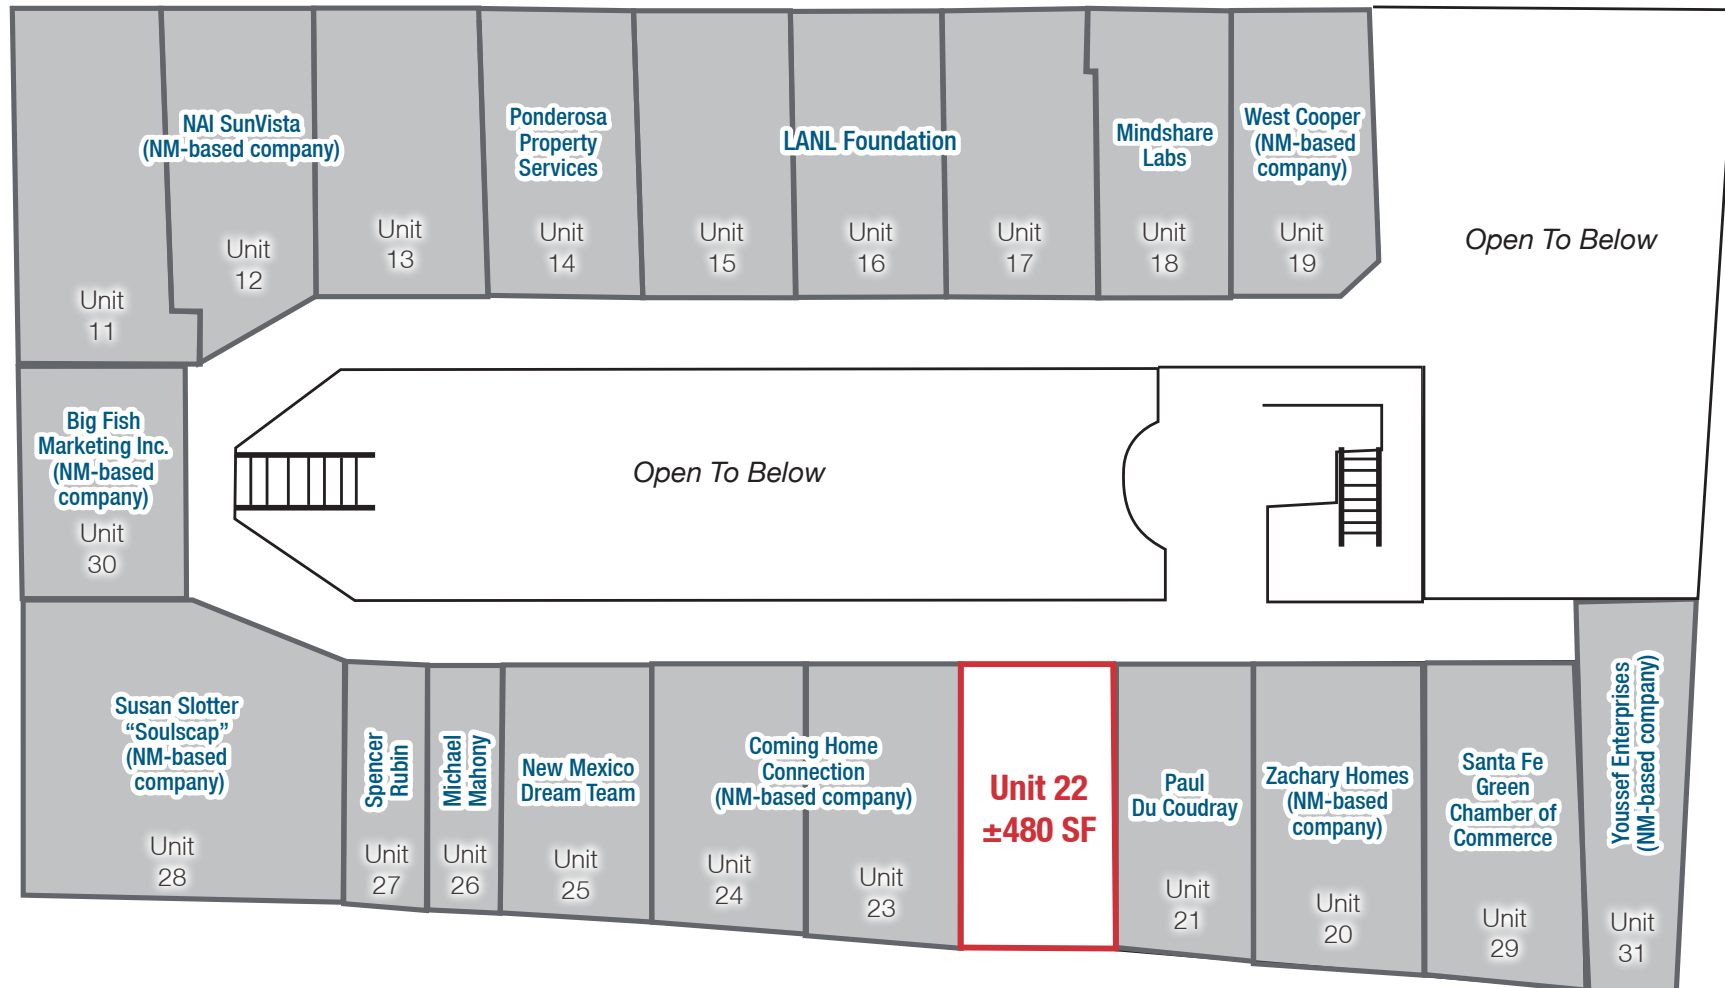 NAI SunVista
(NM-based company)
Unit
11
Unit
12
Unit
13
Ponderosa
Property
Services
Unit
14
LANL Foundation
Unit
15
Unit
16
Unit
17
Mindshare
Labs
Unit
18
West Cooper
(NM-based
company)
Unit
19
Open To Below
Big Fish
Marketing Inc.
(NM-based
company)
Unit
30
Open To Below
Susan Slotter
“Soulscap”
(NM-based
company)
Unit
28
Spencer
Rubin
Unit
27
Michael
Mahony
Unit
26
New Mexico
Dream Team
Unit
25
Coming Home
Connection
(NM-based company)
Unit
24
Unit
23
Unit 22
±480 SF
Paul
Du Coudray
Unit
21
Zachary Homes
(NM-based
company)
Unit
20
Santa Fe
Green
Chamber of
Commerce
Unit
29
Youssef Enterprises
(NM-based company)
Unit
31